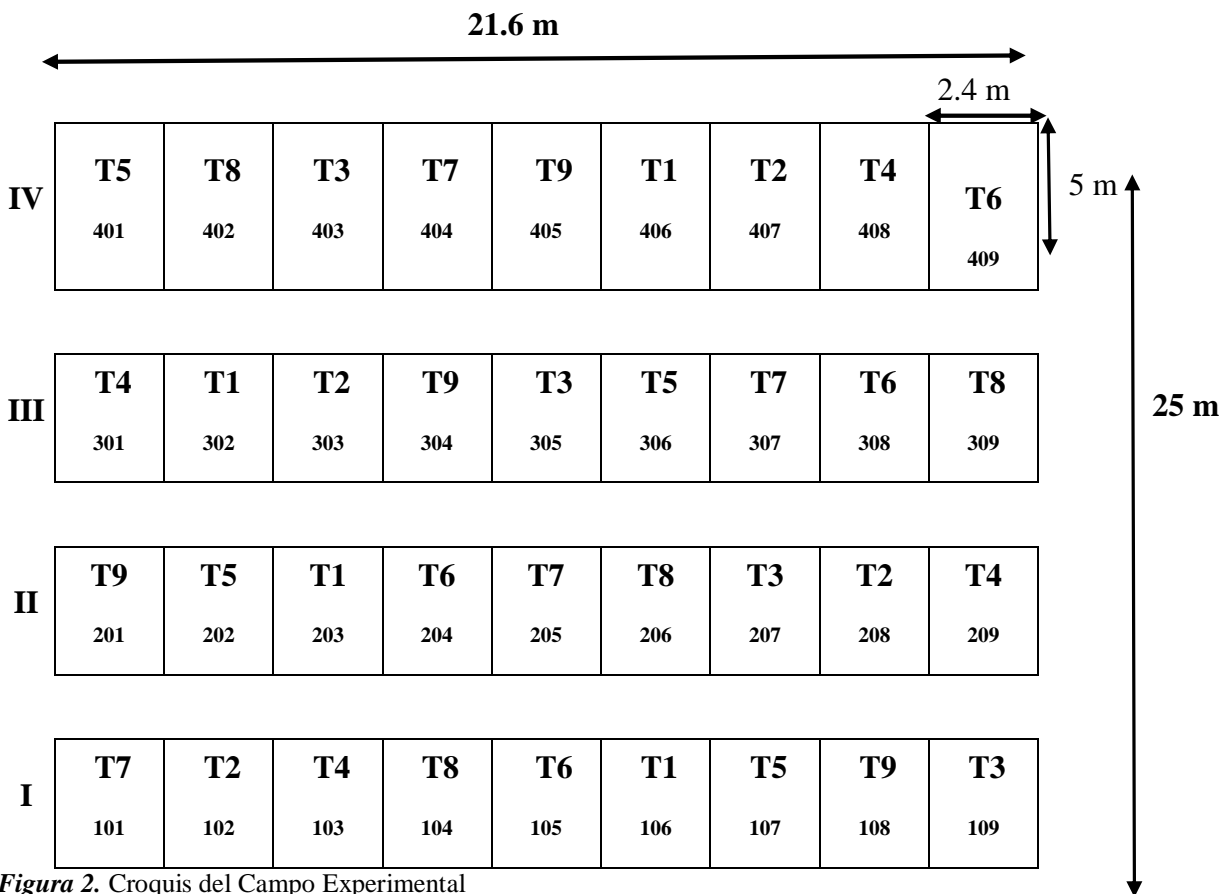 21.6 m
2.4 m
IV T5 T8 T3 T7 T9 T1 T2 T4 T6
401 402 403 404 405 406 407 408 409
5 m
III T4 T1 T2 T9 T3 T5 T7 T6 T8
301 302 303 304 305 306 307 308 309
25 m
II T9 T5 T1 T6 T7 T8 T3 T2 T4
201 202 203 204 205 206 207 208 209
I T7 T2 T4 T8 T6 T1 T5 T9 T3
101 102 103 104 105 106 107 108 109
Figura 2. Croquis del Campo Experimental